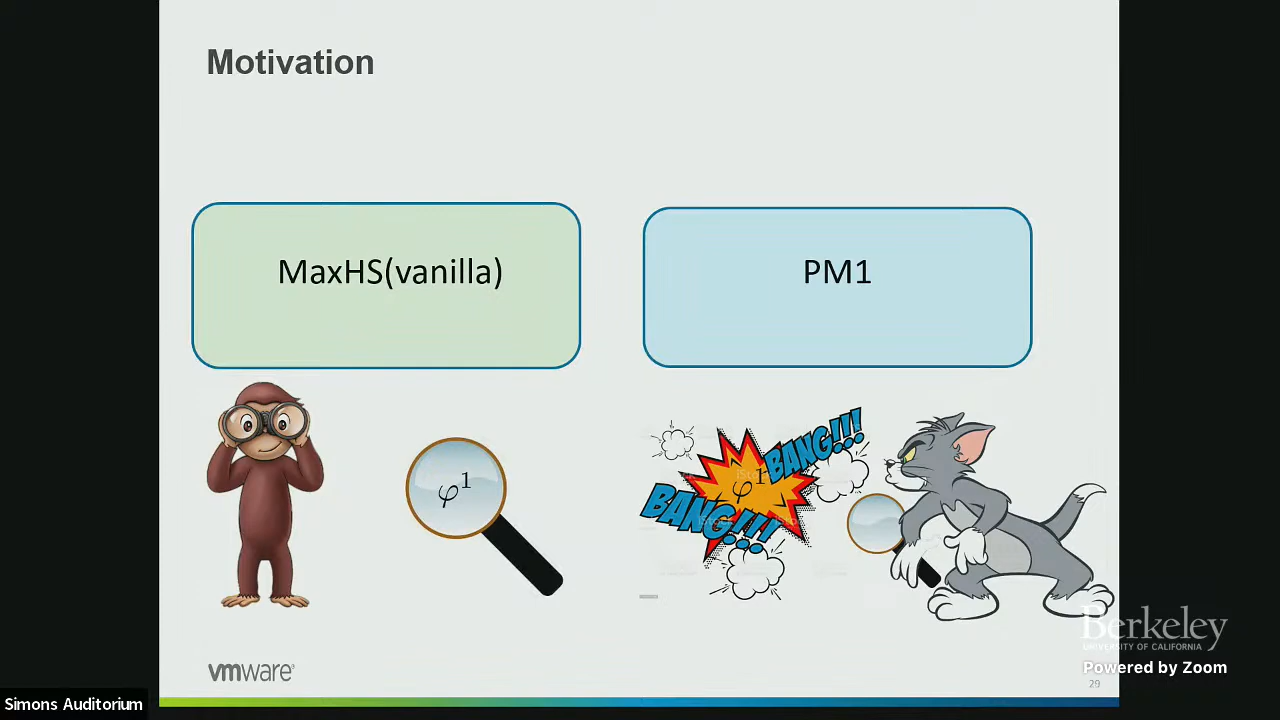 Motivation
MaxHS(vanilla)
PM1
φ¹
φ¹
BANG!!!
BANG!!!
Berkeley
UNIVERSITY OF CALIFORNIA
Powered by Zoom
vmware®
29
Simons Auditorium